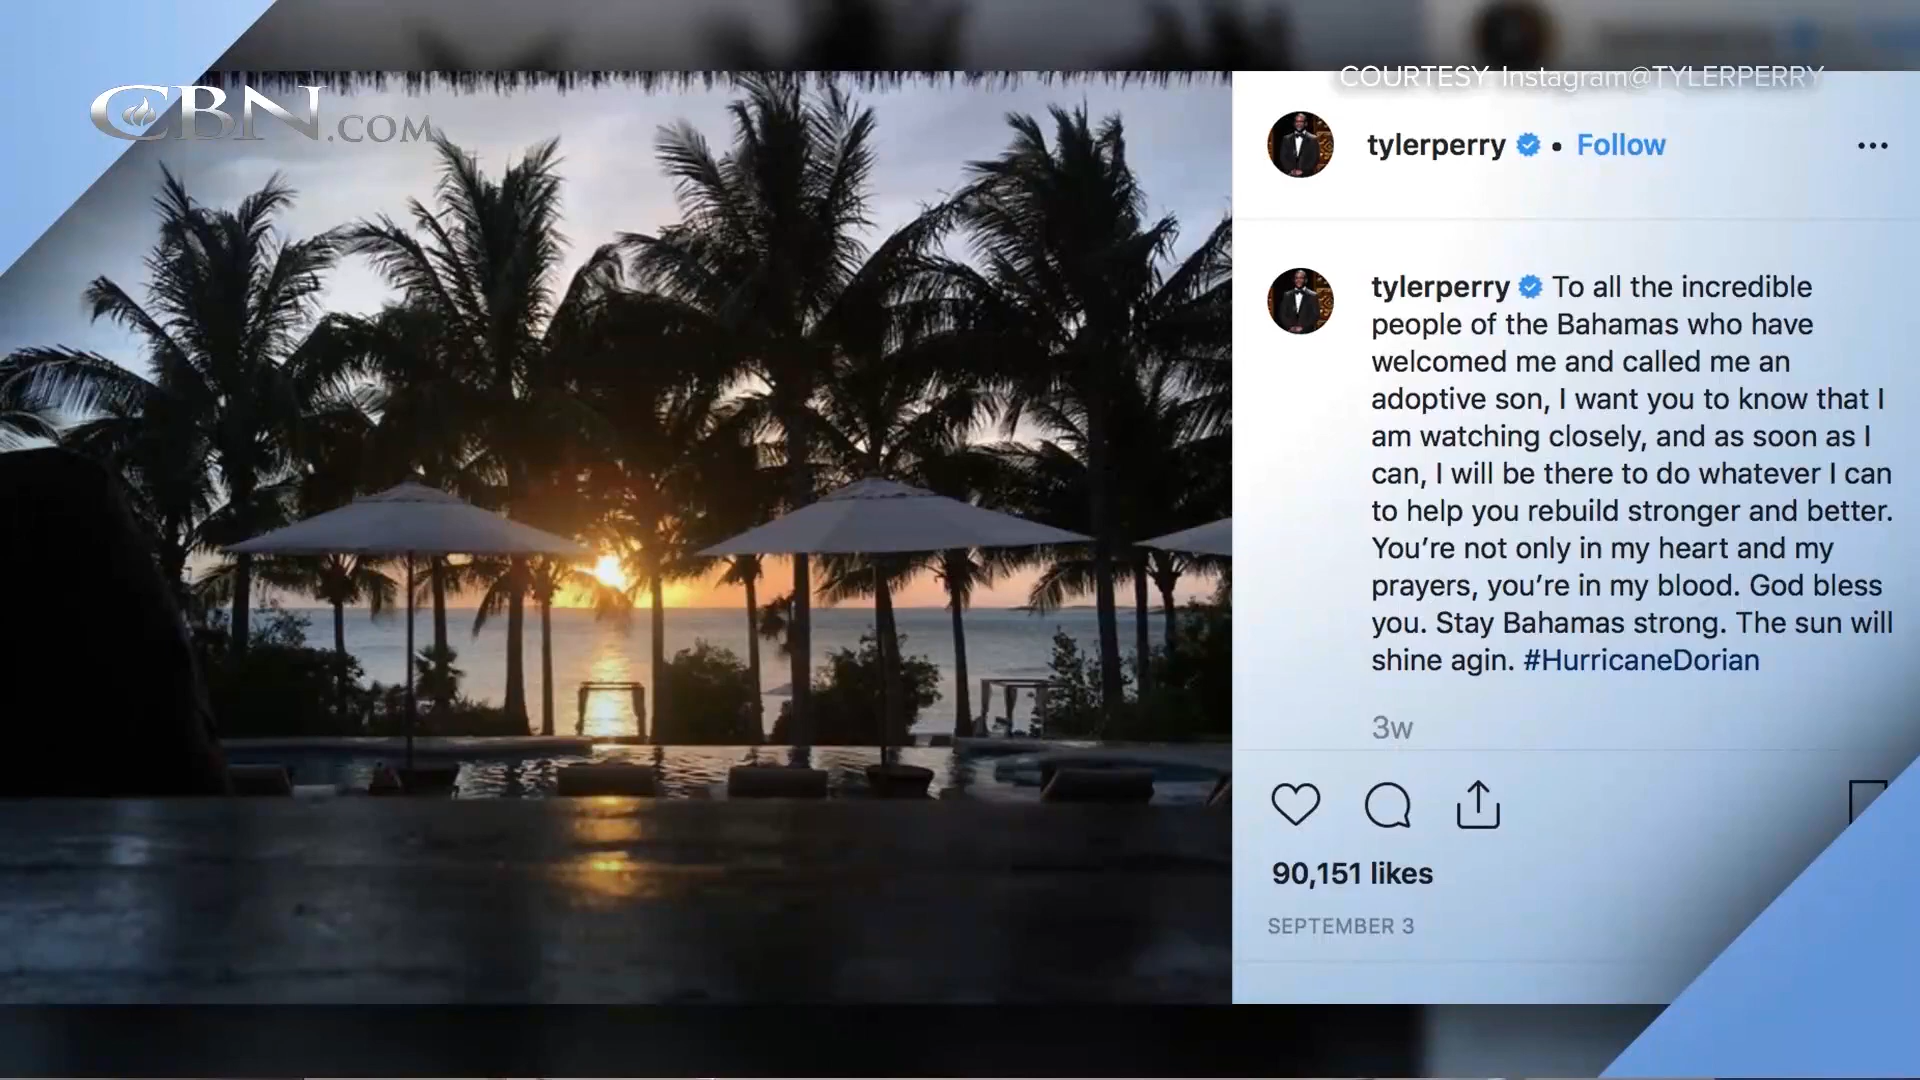 CBN.COM
COURTESY: Instagram@TYLERPERRY
tylerperry • Follow
tylerperry To all the incredible
people of the Bahamas who have
welcomed me and called me an
adoptive son, I want you to know that I
am watching closely, and as soon as I
can, I will be there to do whatever I can
to help you rebuild stronger and better.
You’re not only in my heart and my
prayers, you’re in my blood. God bless
you. Stay Bahamas strong. The sun will
shine agin. #HurricaneDorian
3w
90,151 likes
SEPTEMBER 3